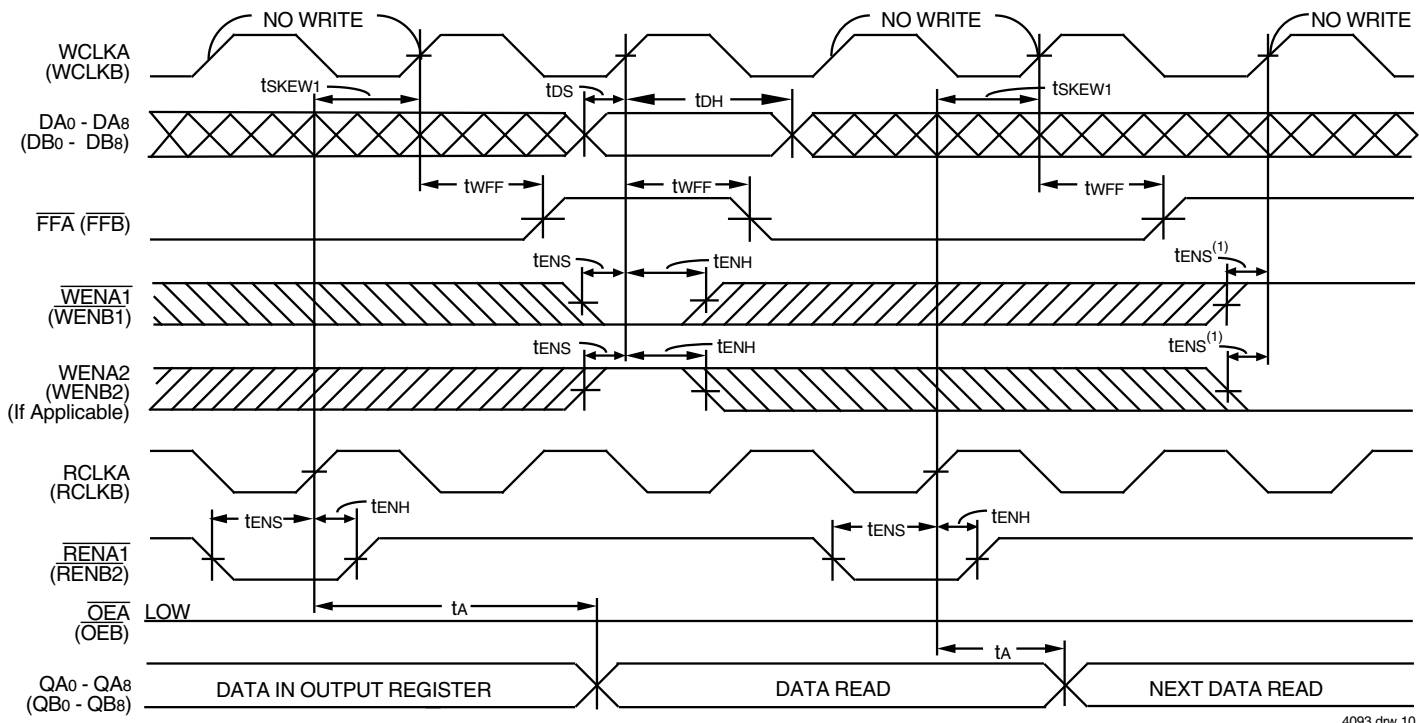 NO WRITE NO WRITE NO WRITE
WCLKA
(WCLKB)
tSKEW1 tDS tDH tSKEW1
DA0 - DA8
(DB0 - DB8)
tWFF tWFF tWFF
FFA (FFB)
tENS tENH tENS(1)
WENA1
(WENB1)
tENS tENH tENS(1)
WENA2
(WENB2)
(If Applicable)
RCLKA
(RCLKB)
tENS tENH tENS tENH
RENA1
(RENB2)
tA
OEA LOW
(OEB)
tA
QA0 - QA8
(QB0 - QB8)
DATA IN OUTPUT REGISTER DATA READ NEXT DATA READ
4093 drw 10